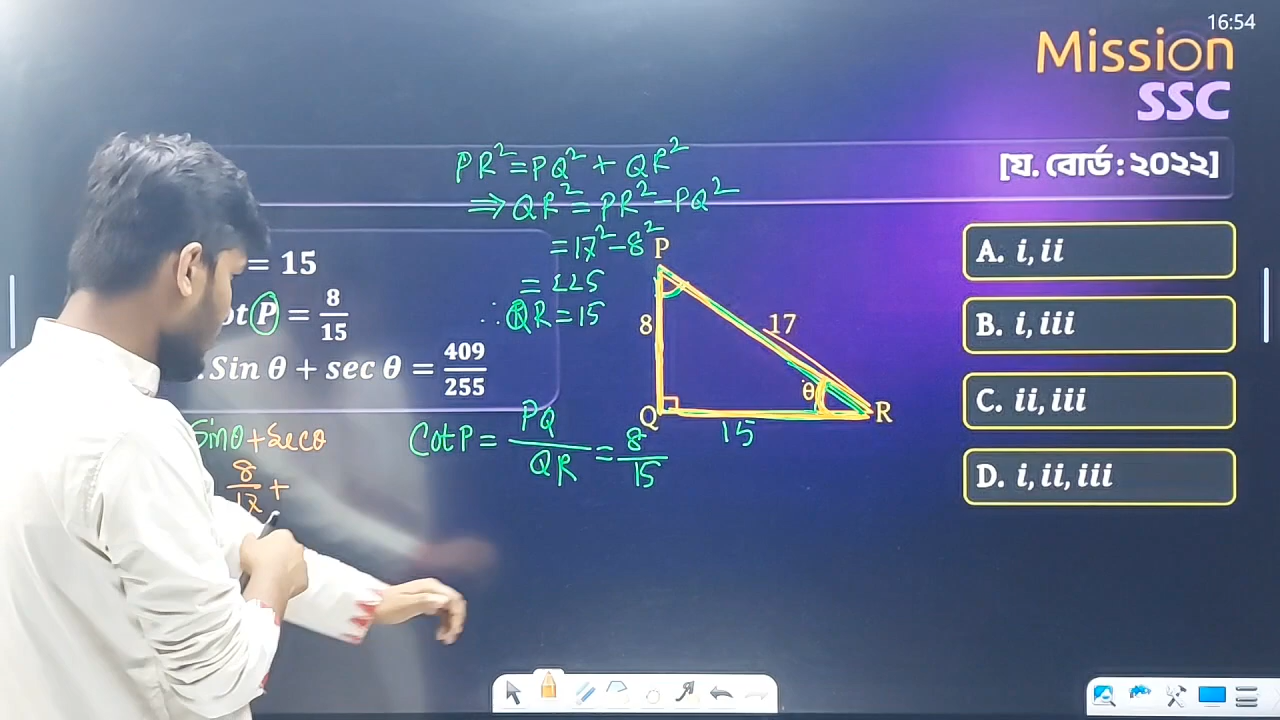 16:54
Mission
SSC
[য. বোর্ড : ২০২২]
PR² = PQ² + QR²
⇒ QR² = PR² - PQ²
= 17² - 8²
= 225
∴ QR = 15
= 15
ot P = 8/15
Sin θ + sec θ = 409/255
Sinθ + Secθ
8/17 +
Cot P = PQ/QR = 8/15
P
8
17
θ
Q
R
15
A. i, ii
B. i, iii
C. ii, iii
D. i, ii, iii